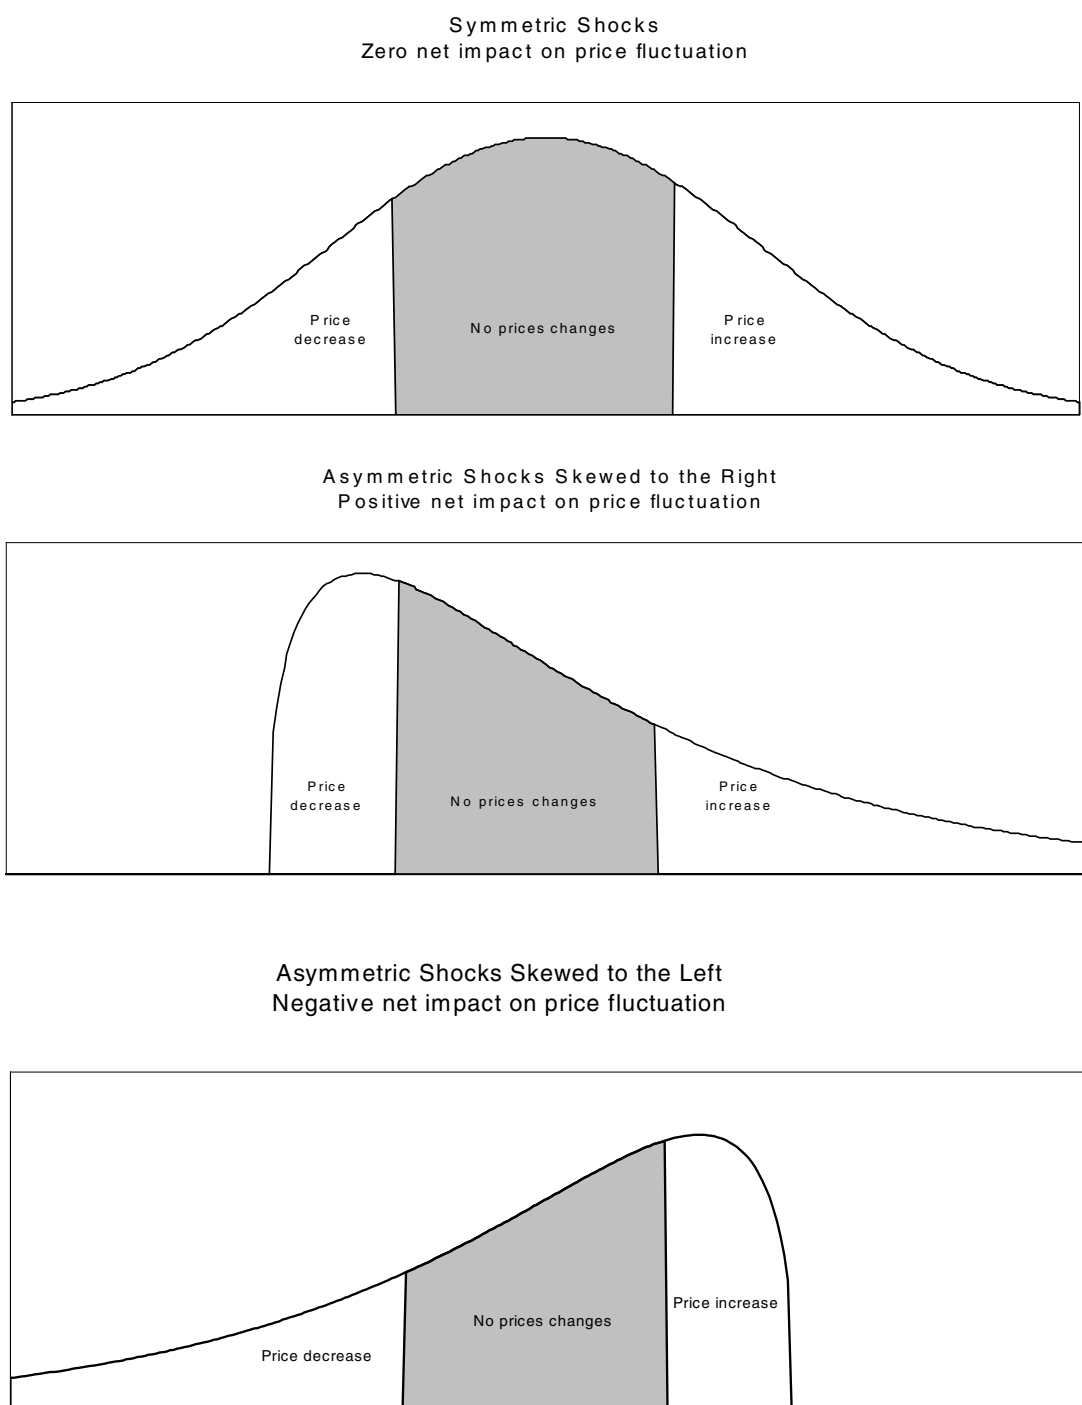 Symmetric Shocks
Zero net impact on price fluctuation
Price
decrease
No prices changes
Price
increase
Asymmetric Shocks Skewed to the Right
Positive net impact on price fluctuation
Price
decrease
No prices changes
Price
increase
Asymmetric Shocks Skewed to the Left
Negative net impact on price fluctuation
Price decrease
No prices changes
Price increase